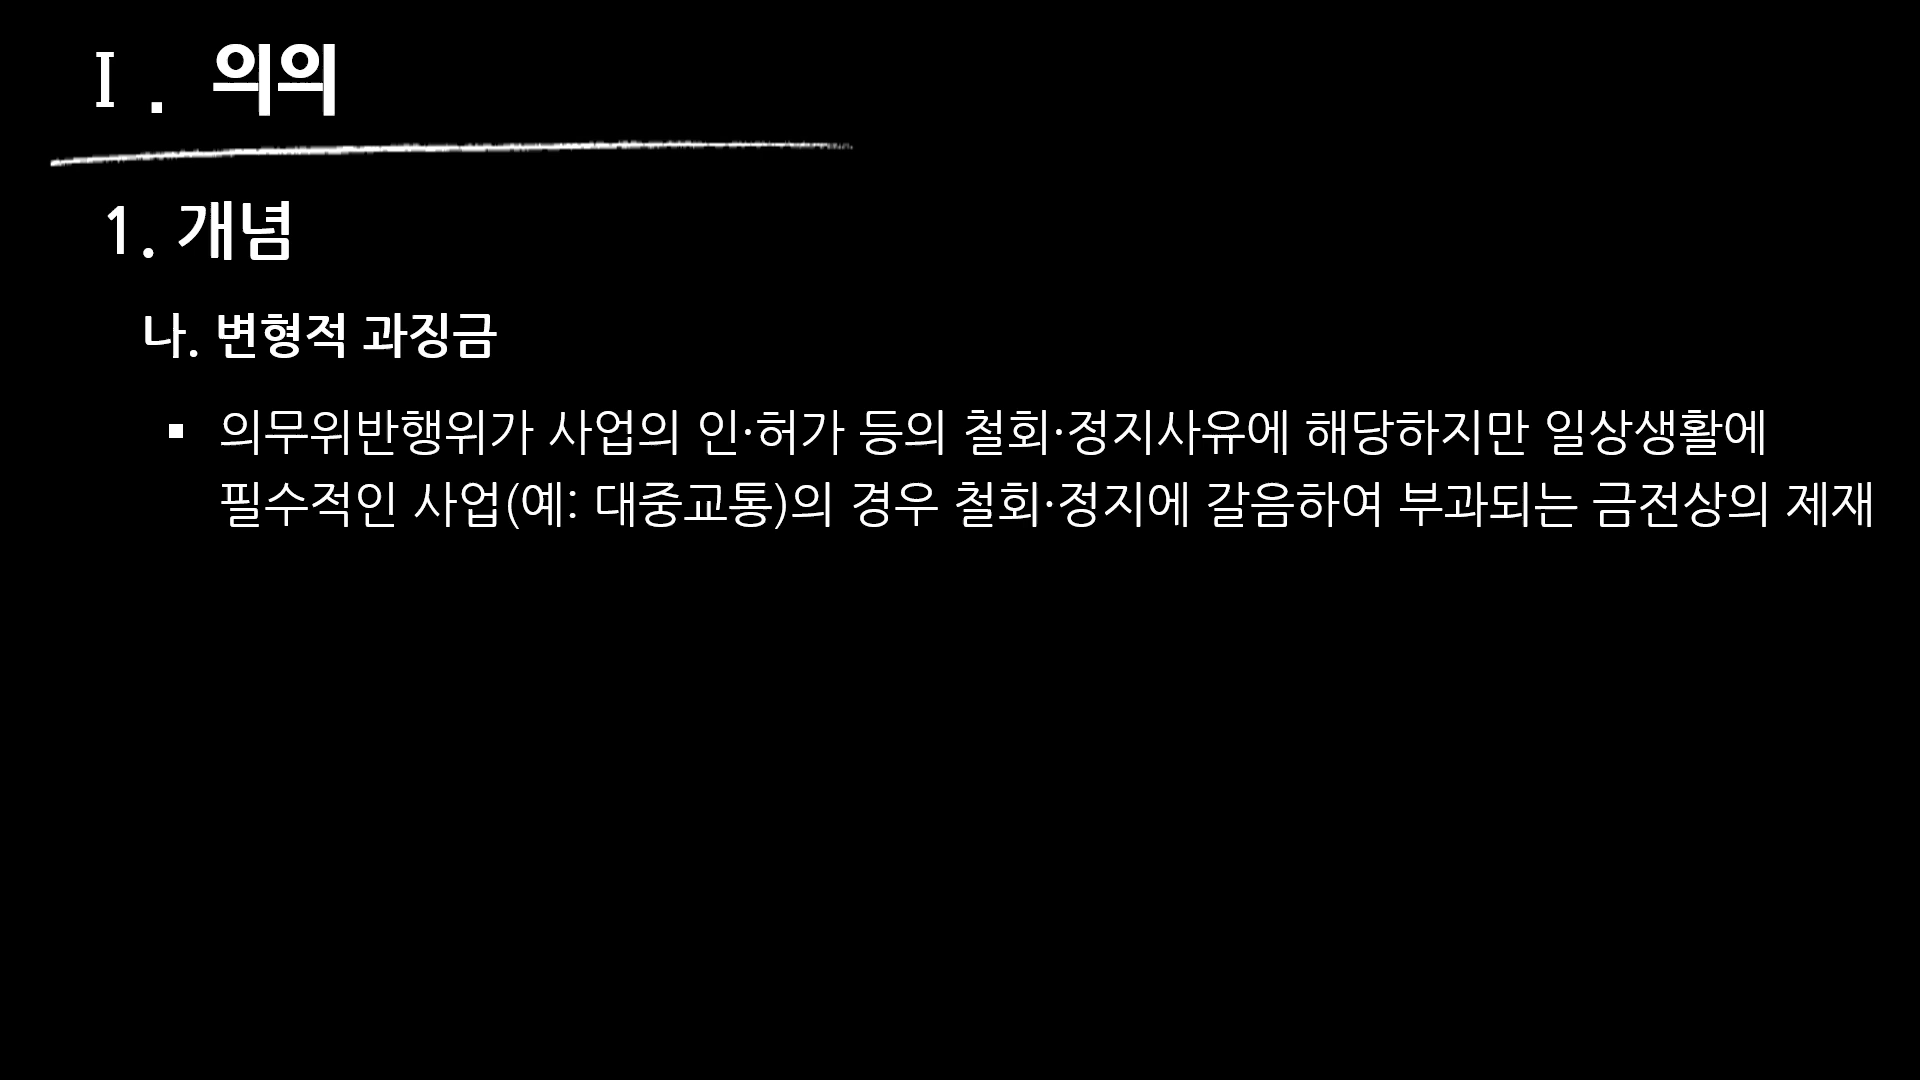 Ⅰ. 의의
1. 개념
나. 변형적 과징금
▪ 의무위반행위가 사업의 인·허가 등의 철회·정지사유에 해당하지만 일상생활에
필수적인 사업(예: 대중교통)의 경우 철회·정지에 갈음하여 부과되는 금전상의 제재